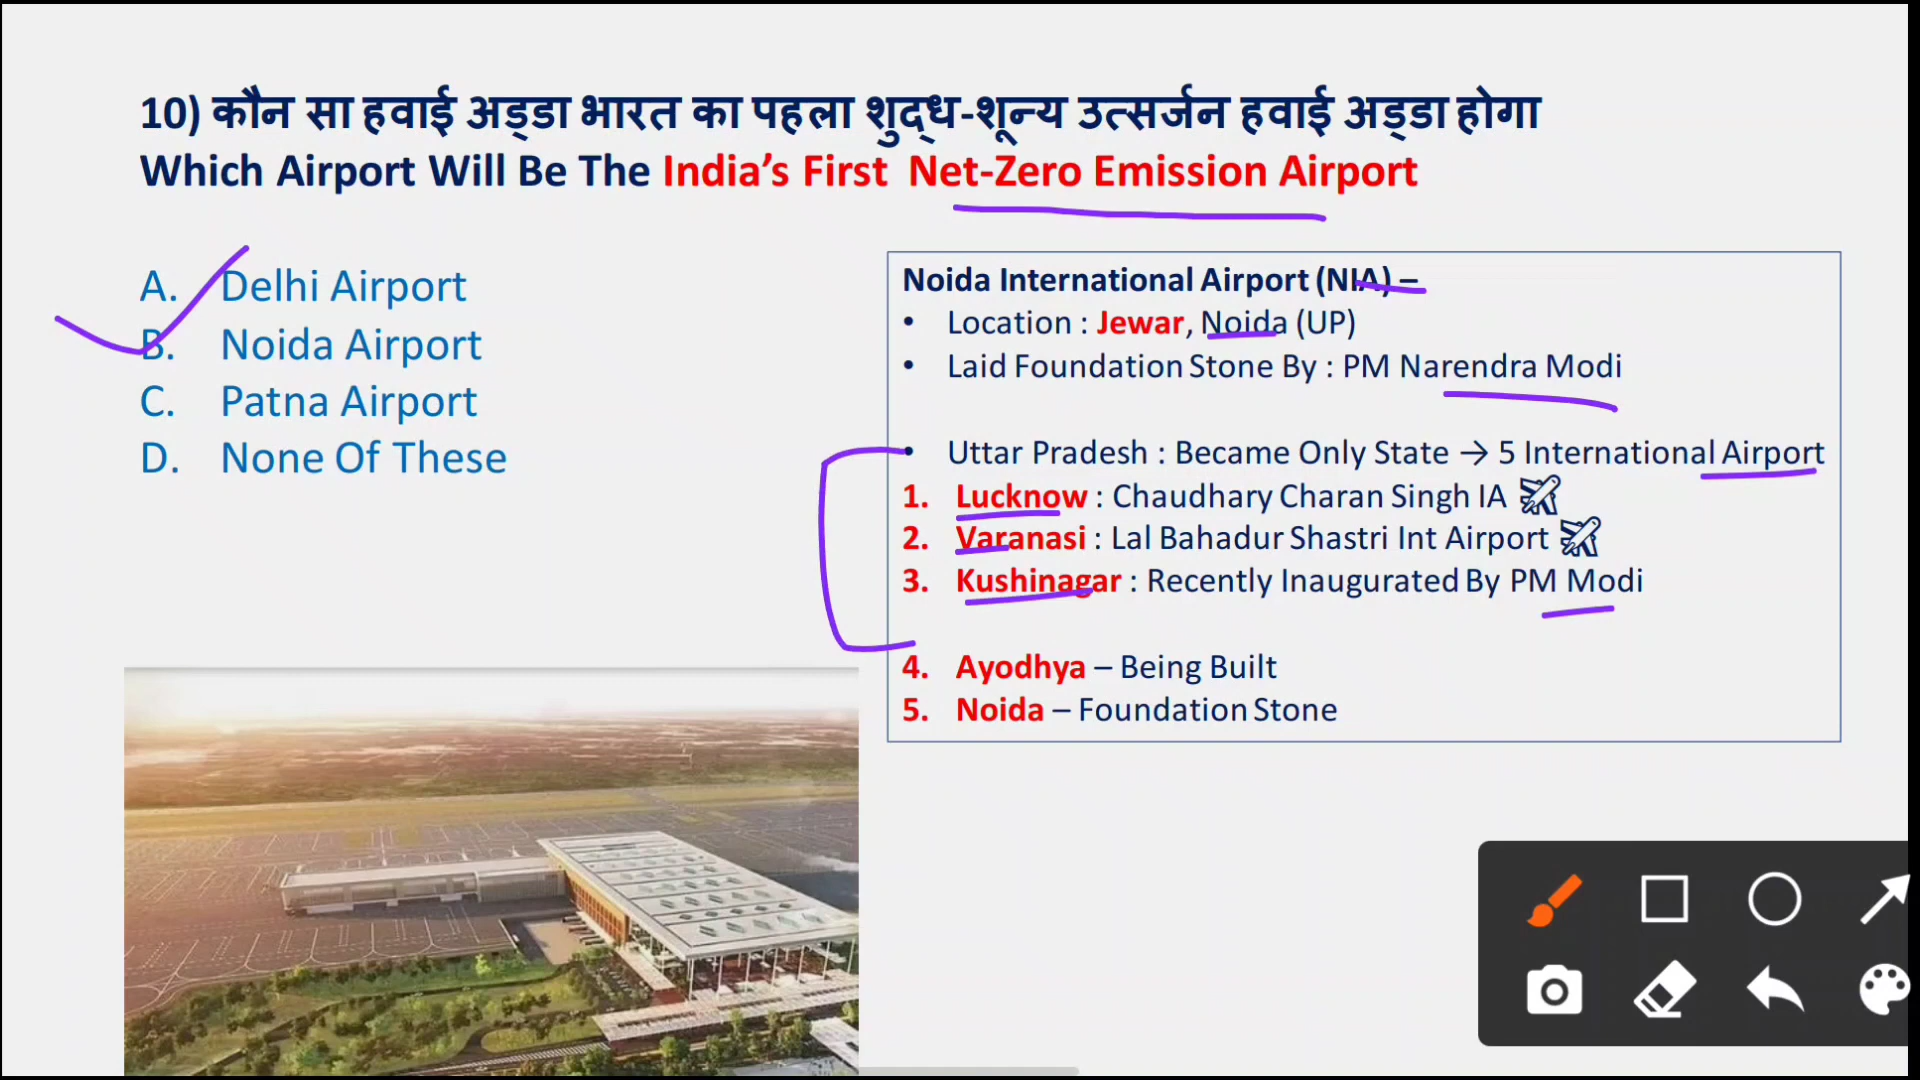 10) कौन सा हवाई अड्डा भारत का पहला शुद्ध-शून्य उत्सर्जन हवाई अड्डा होगा
Which Airport Will Be The India’s First Net-Zero Emission Airport
A. Delhi Airport
B. Noida Airport
C. Patna Airport
D. None Of These
Noida International Airport (NIA) –
• Location : Jewar, Noida (UP)
• Laid Foundation Stone By : PM Narendra Modi
• Uttar Pradesh : Became Only State → 5 International Airport
1. Lucknow : Chaudhary Charan Singh IA
2. Varanasi : Lal Bahadur Shastri Int Airport
3. Kushinagar : Recently Inaugurated By PM Modi
4. Ayodhya – Being Built
5. Noida – Foundation Stone